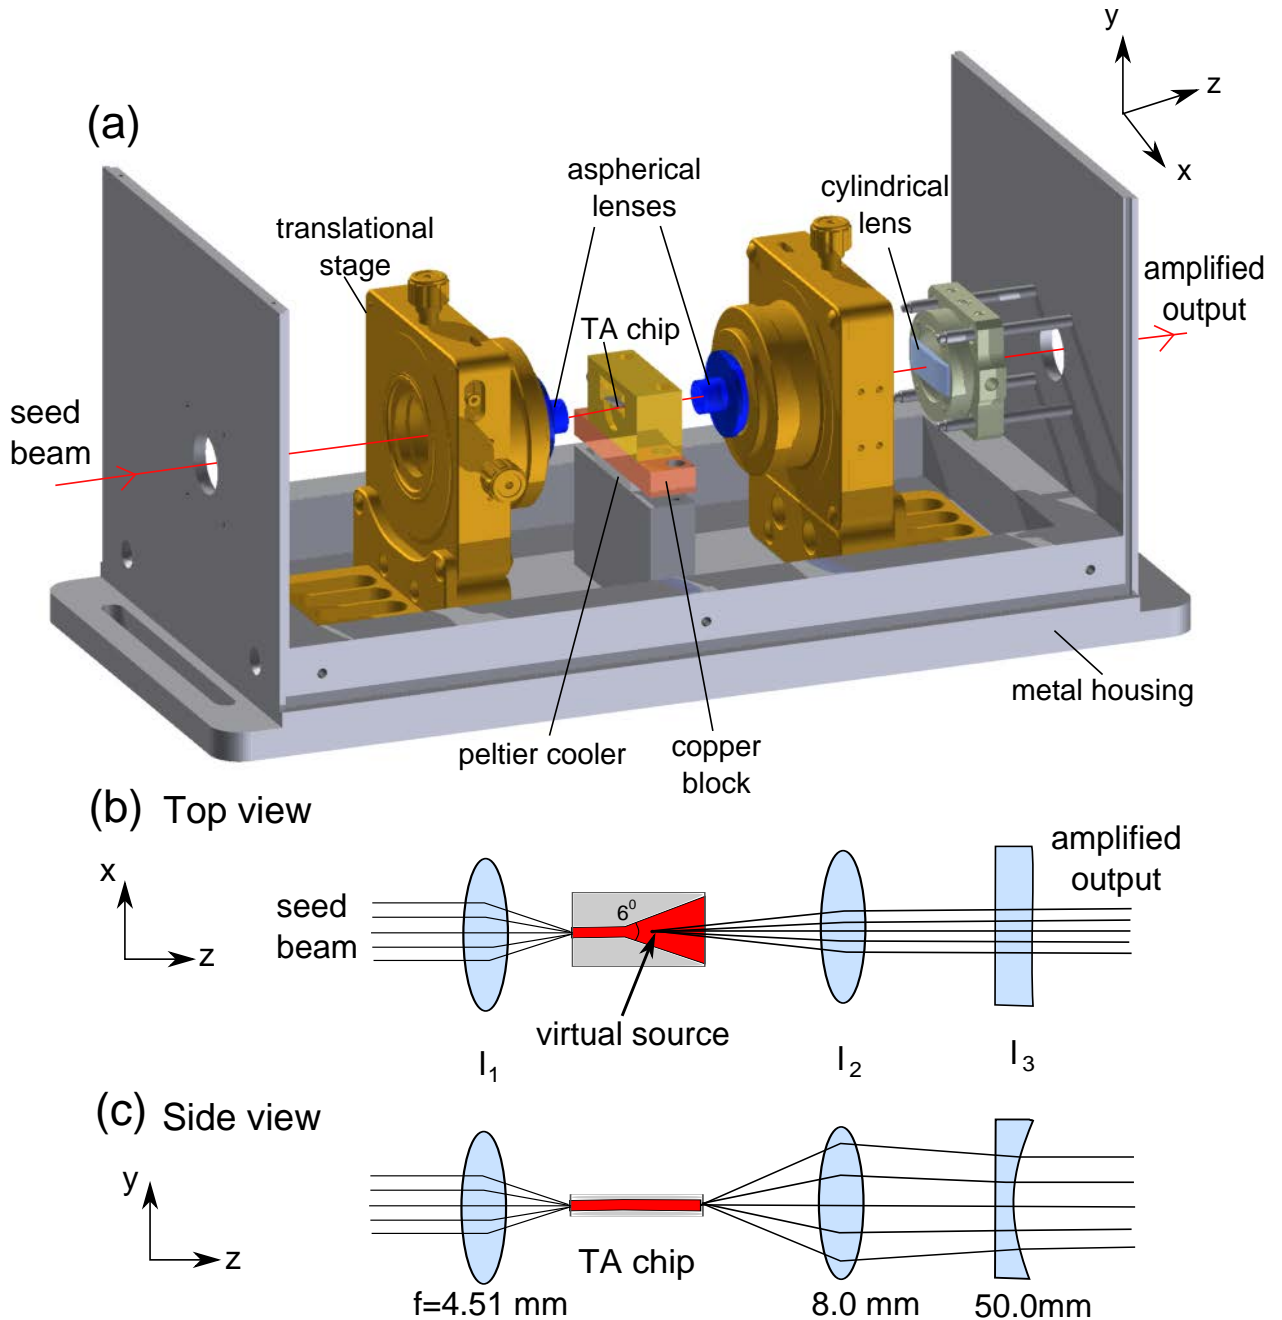 (a)
y
z
x
aspherical
lenses
cylindrical
lens
translational
stage
amplified
output
TA chip
seed
beam
metal housing
peltier cooler
copper
block
(b) Top view
amplified
output
x
z
seed
beam
6⁰
virtual source
l₁
l₂
l₃
(c) Side view
y
z
TA chip
f=4.51 mm
8.0 mm
50.0mm